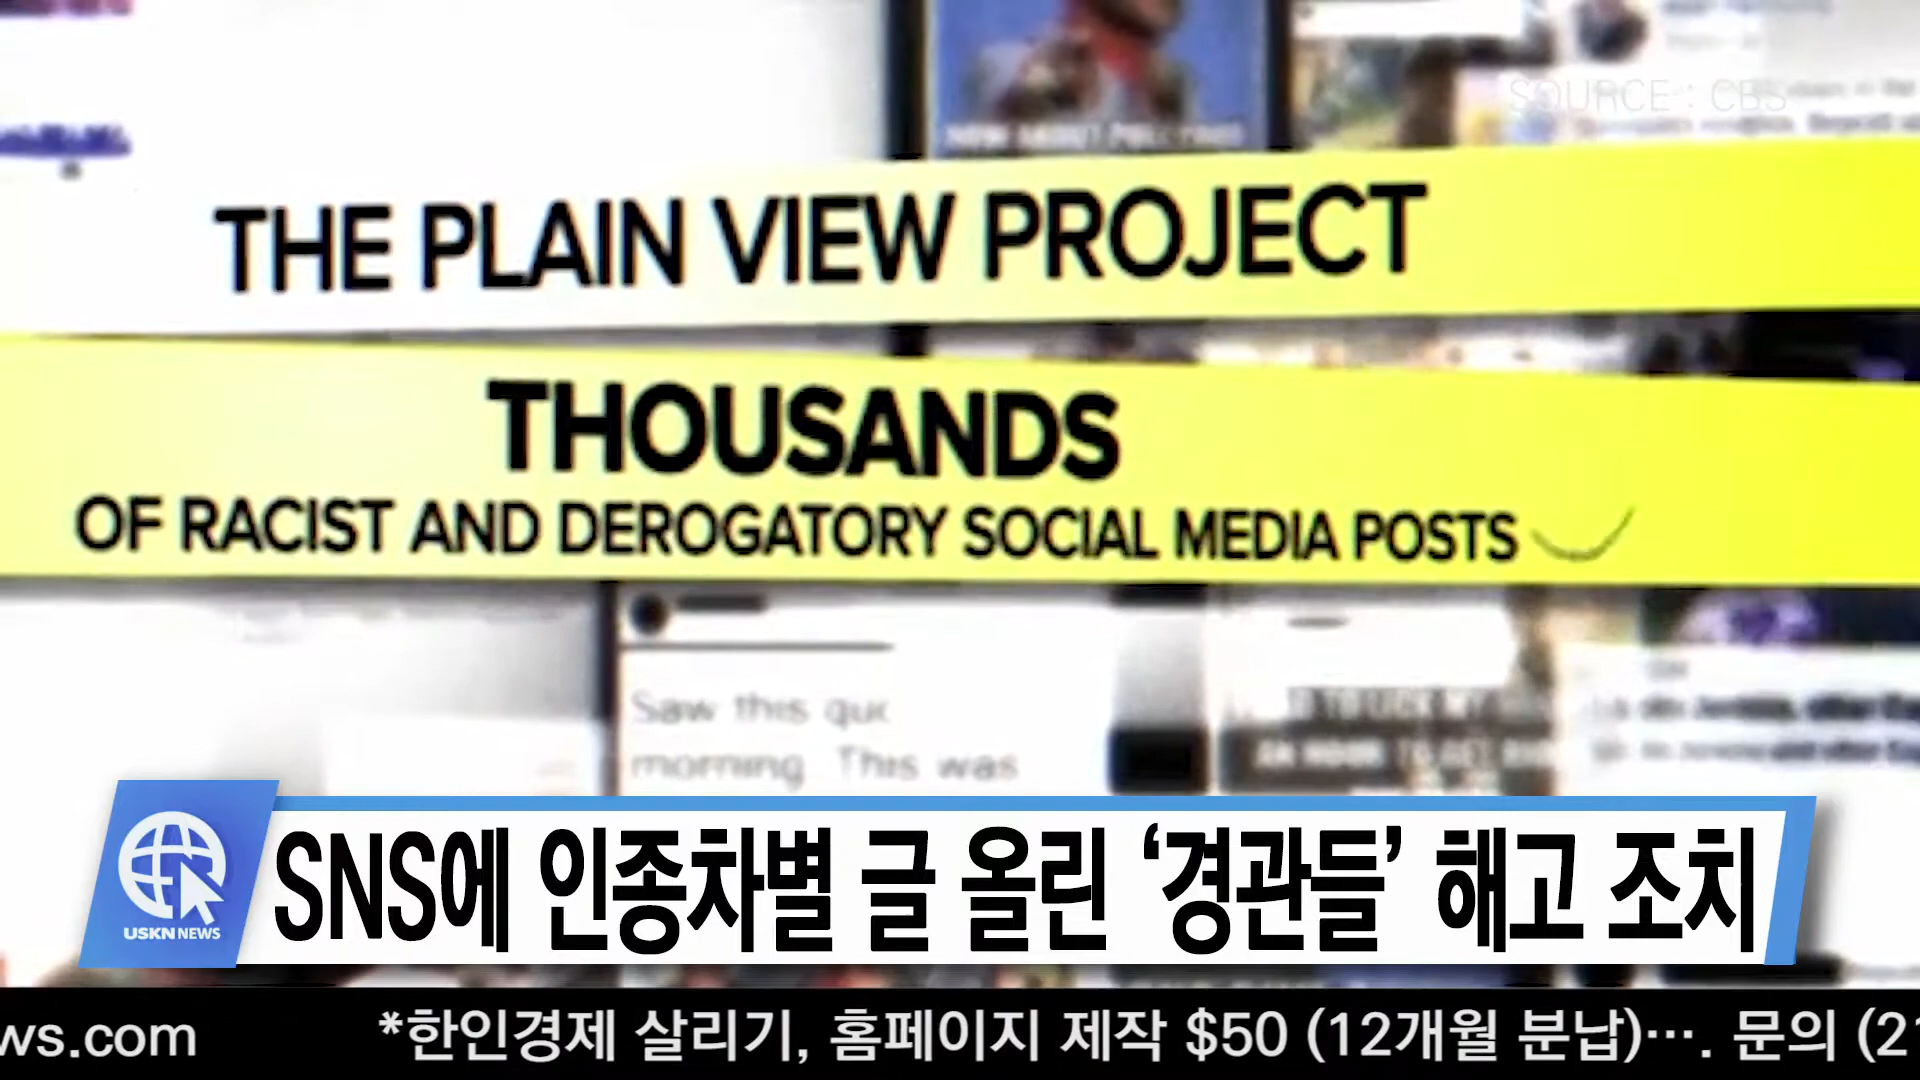 SOURCE : CBS
THE PLAIN VIEW PROJECT
THOUSANDS
OF RACIST AND DEROGATORY SOCIAL MEDIA POSTS
Saw this
morning. This was
SNS에 인종차별 글 올린 ‘경관들’ 해고 조치
USKN NEWS
ws.com *한인경제 살리기, 홈페이지 제작 $50 (12개월 분납)…. 문의 (21